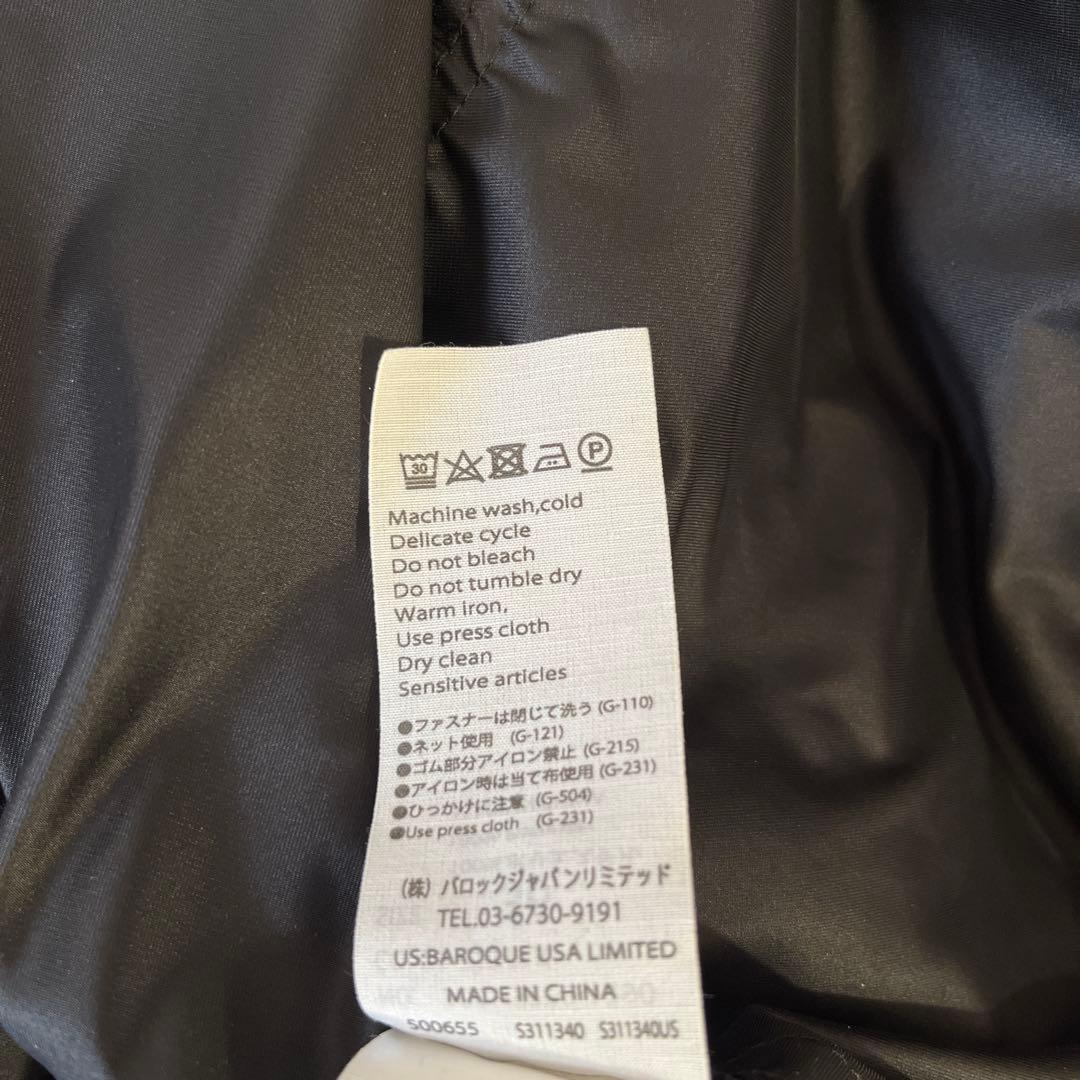 30 P
Machine wash,cold
Delicate cycle
Do not bleach
Do not tumble dry
Warm iron,
Use press cloth
Dry clean
Sensitive articles
●ファスナーは閉じて洗う (G-110)
●ネット使用 (G-121)
●ゴム部分アイロン禁止 (G-215)
●アイロン時は当て布使用 (G-231)
●ひっかけに注意 (G-504)
●Use press cloth (G-231)
(株) バロックジャパンリミテッド
TEL.03-6730-9191
US:BAROQUE USA LIMITED
MADE IN CHINA
500655 S311340 S311340US